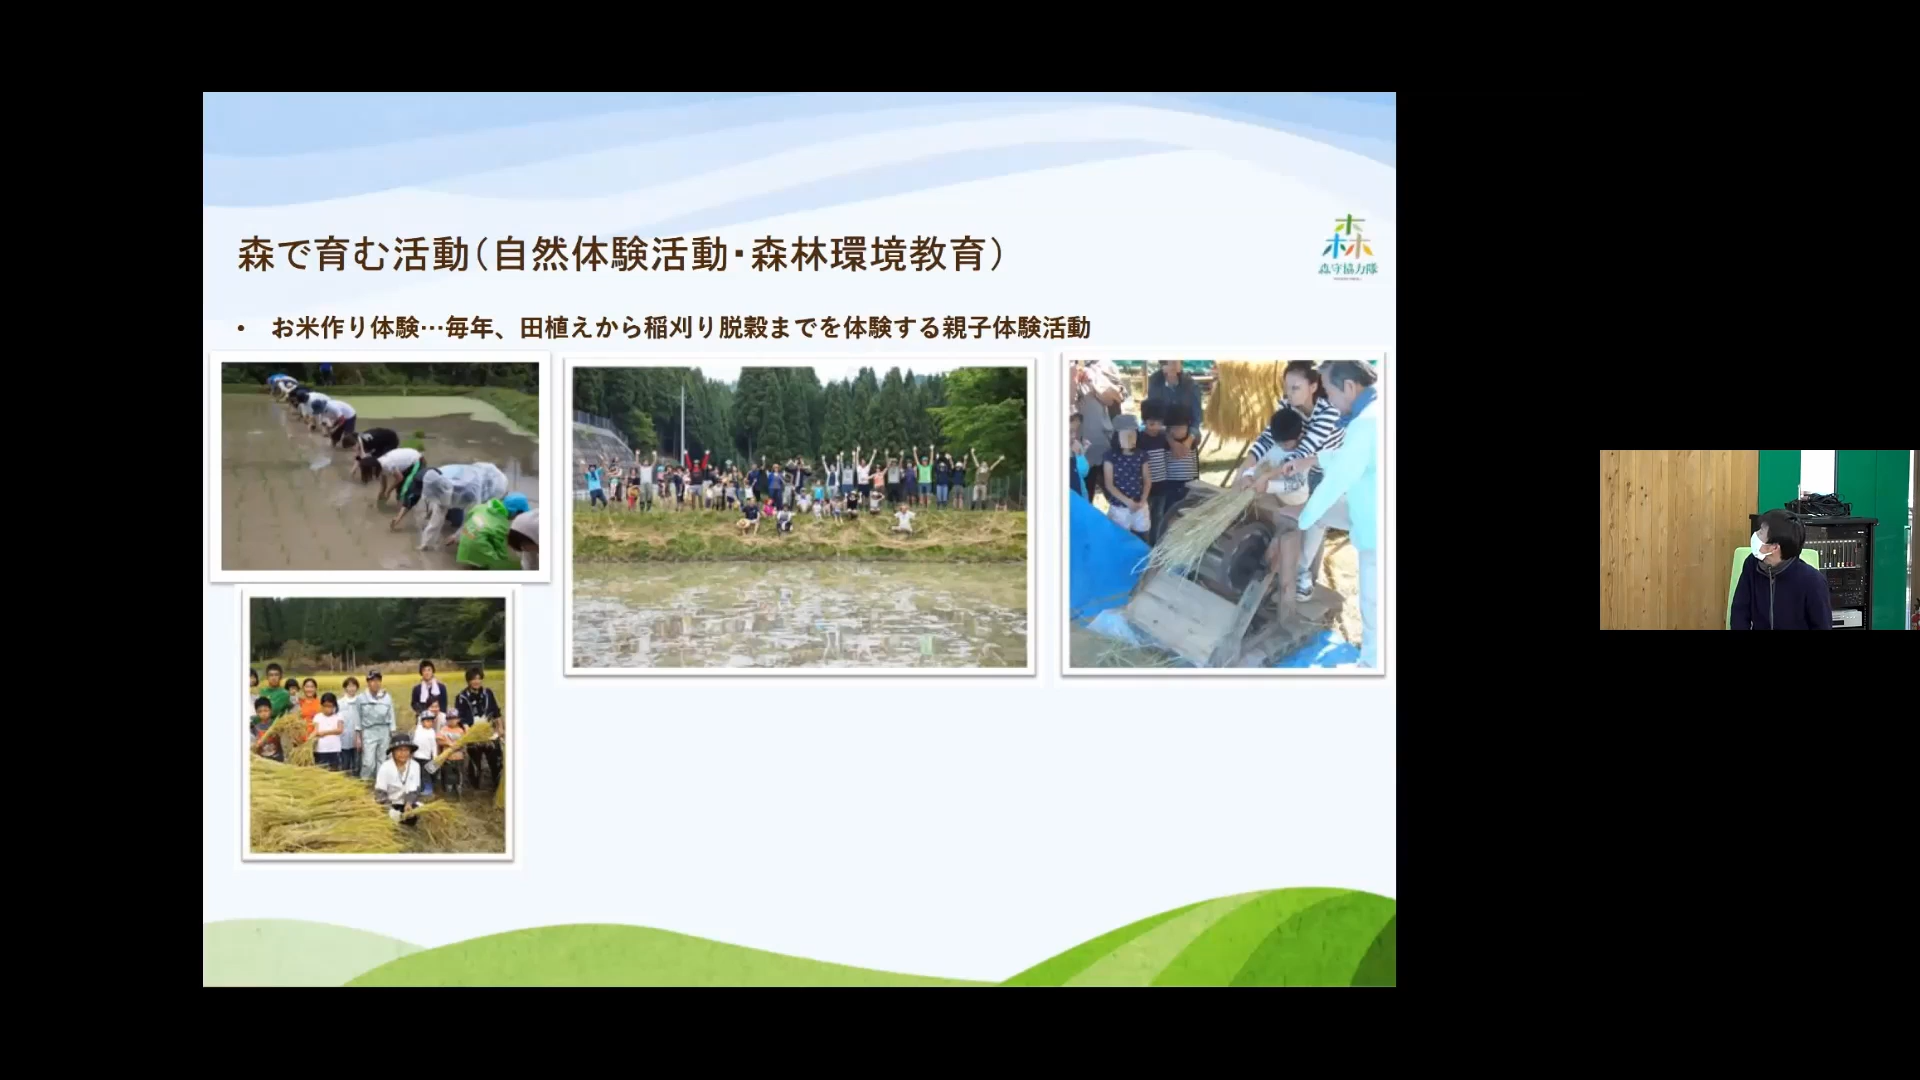 森で育む活動（自然体験活動・森林環境教育）
森守協力隊
• お米作り体験…毎年、田植えから稲刈り脱穀までを体験する親子体験活動